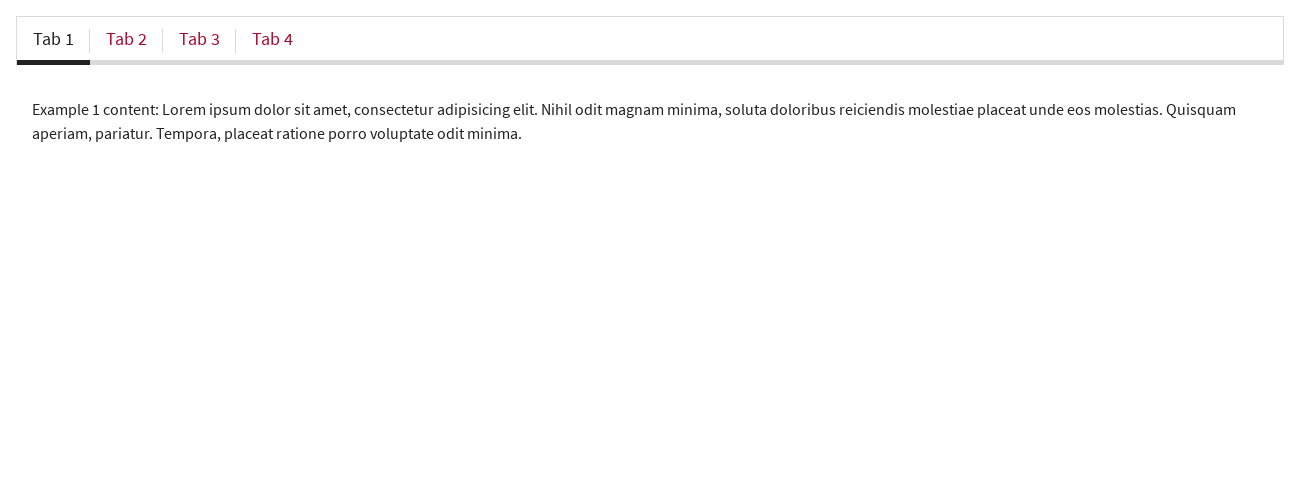 Tab 1 Tab 2 Tab 3 Tab 4
Example 1 content: Lorem ipsum dolor sit amet, consectetur adipisicing elit. Nihil odit magnam minima, soluta doloribus reiciendis molestiae placeat unde eos molestias. Quisquam
aperiam, pariatur. Tempora, placeat ratione porro voluptate odit minima.